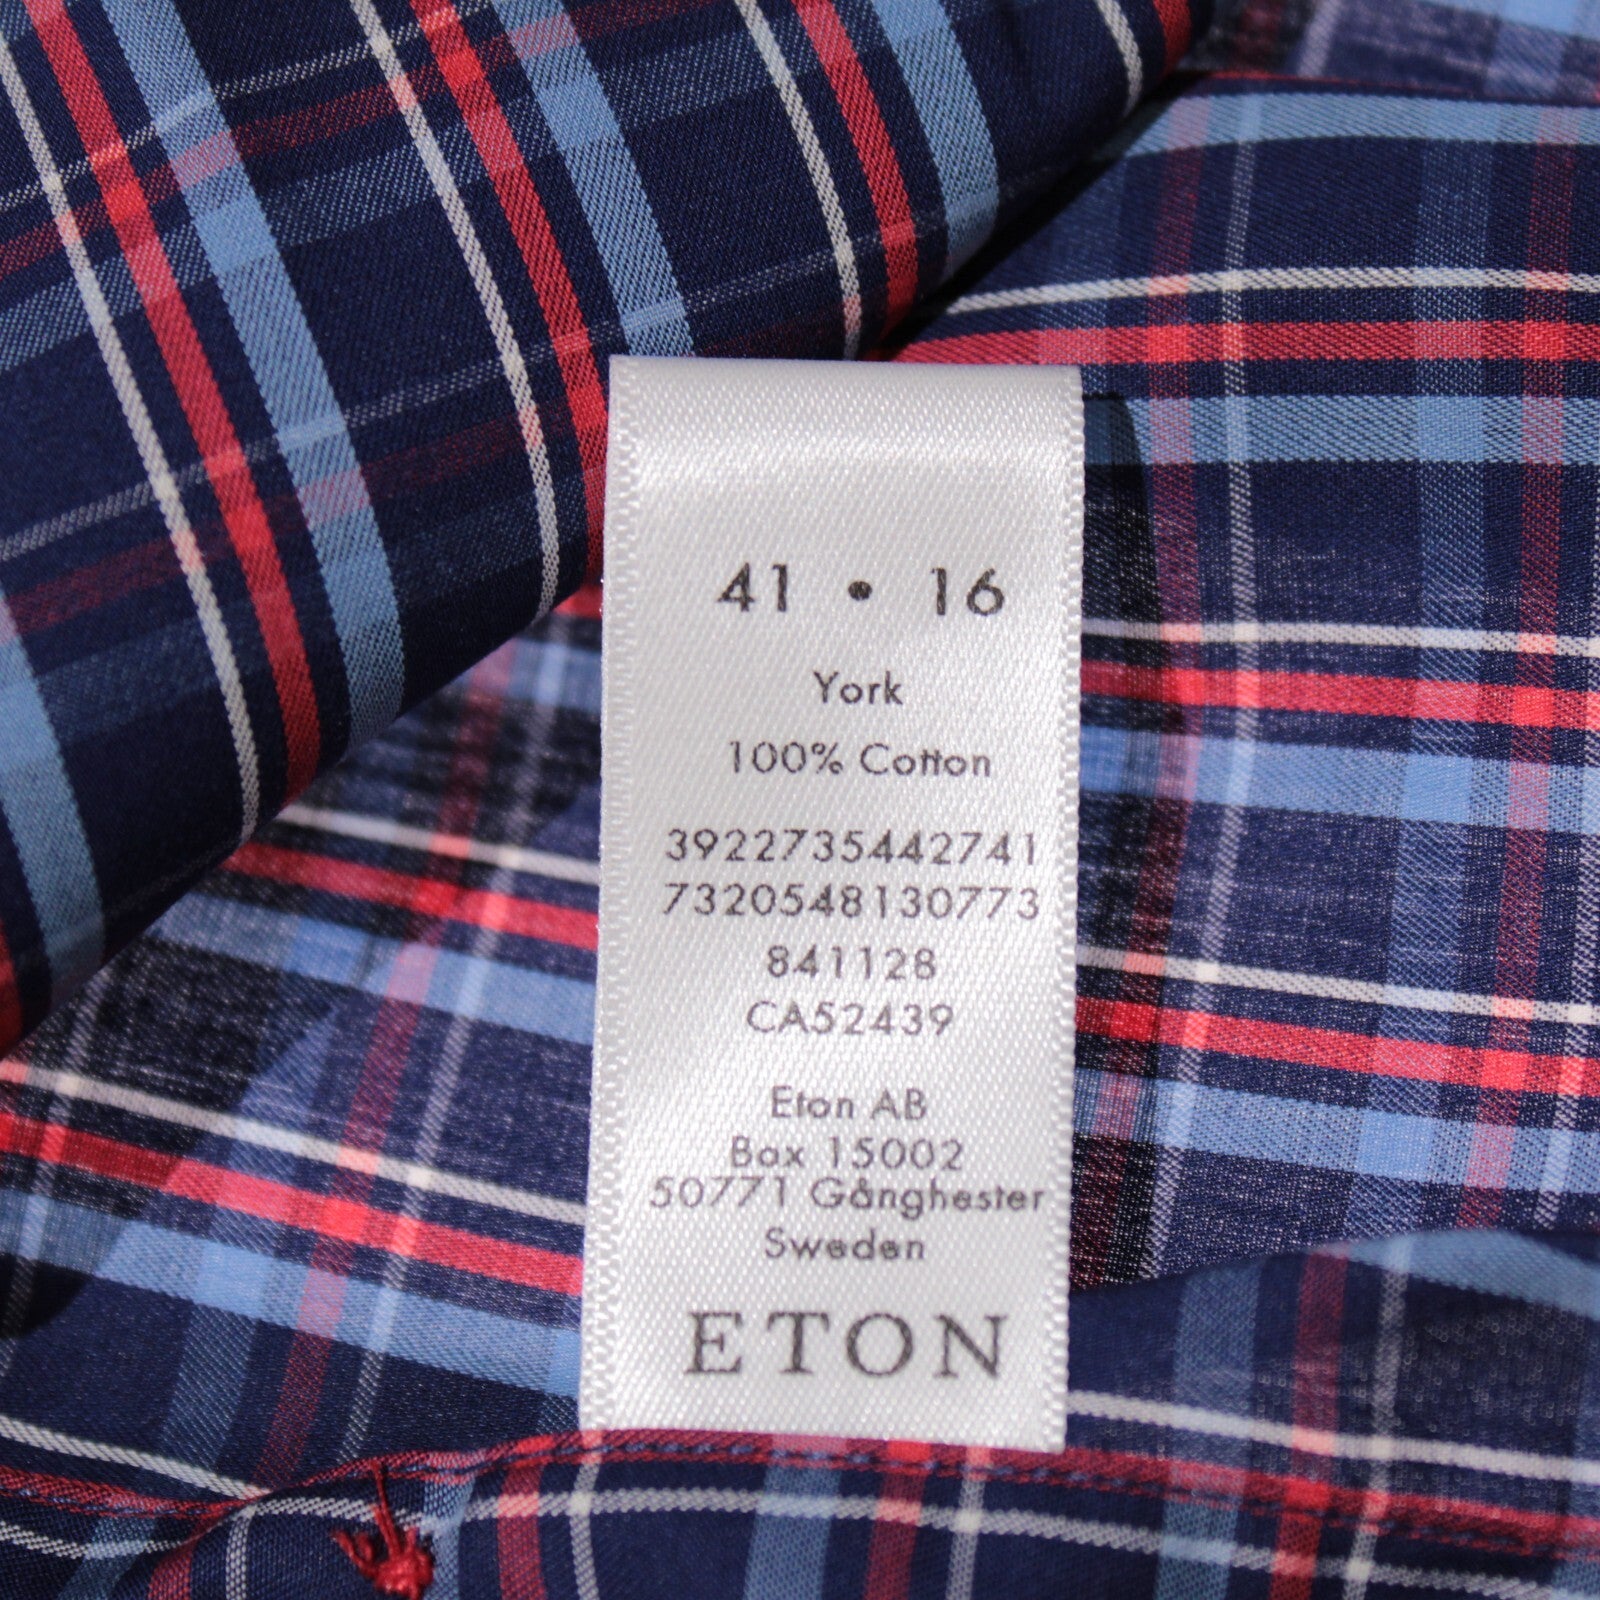 41 • 16
York
100% Cotton
3922735442741
7320548130773
841128
CA52439
Eton AB
Box 15002
50771 Gånghester
Sweden
ETON